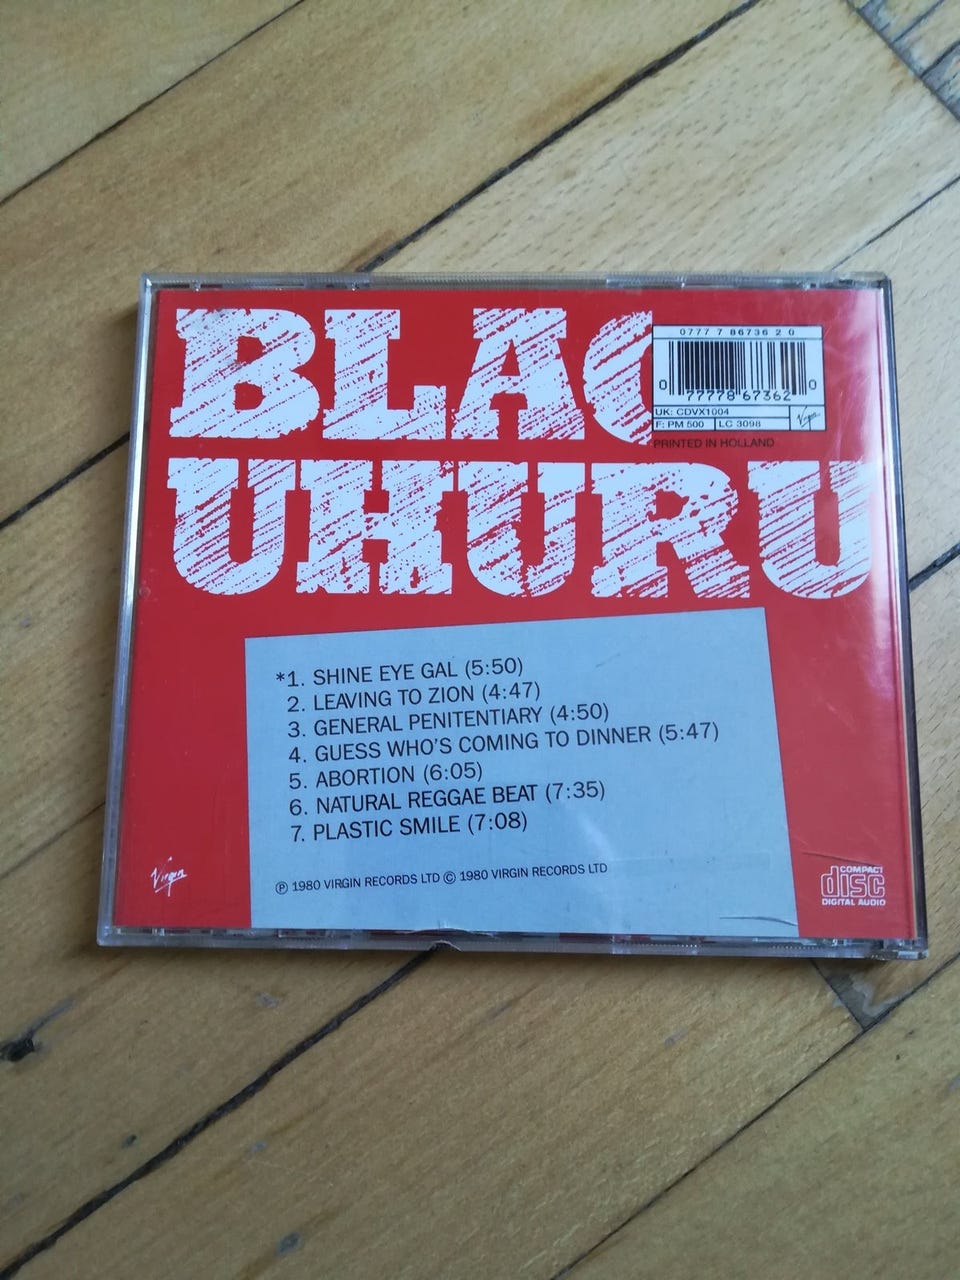 BLAC
UHURU
0777 7 86736 2 0
0 77778 67362 0
UK: CDVX1004
F: PM 500 LC 3098 Virgin
PRINTED IN HOLLAND
*1. SHINE EYE GAL (5:50)
2. LEAVING TO ZION (4:47)
3. GENERAL PENITENTIARY (4:50)
4. GUESS WHO'S COMING TO DINNER (5:47)
5. ABORTION (6:05)
6. NATURAL REGGAE BEAT (7:35)
7. PLASTIC SMILE (7:08)
℗ 1980 VIRGIN RECORDS LTD © 1980 VIRGIN RECORDS LTD
Virgin
COMPACT
disc
DIGITAL AUDIO